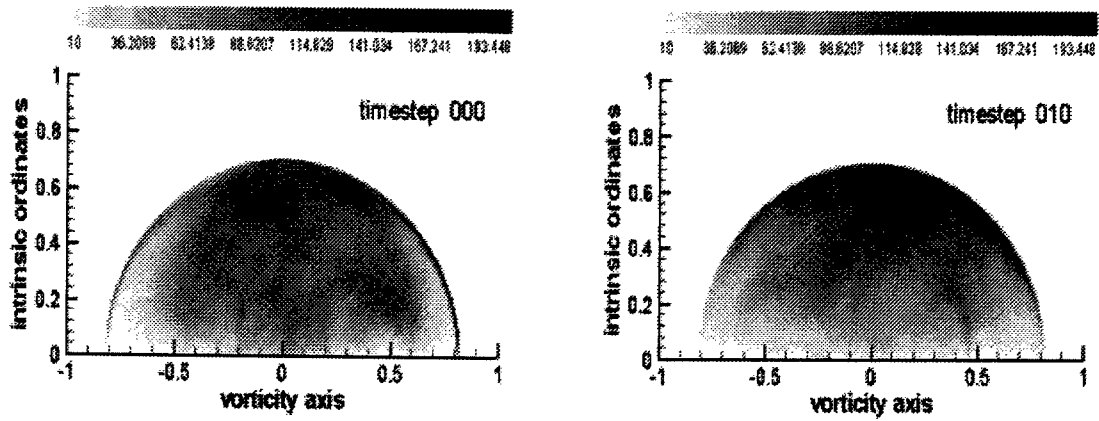 10 36.2069 62.4138 88.6207 114.828 141.034 167.241 193.448
timestep 000
intrinsic ordinates
1
0.8
0.6
0.4
0.2
0
-1 -0.5 0 0.5 1
vorticity axis
10 36.2069 62.4138 88.6207 114.828 141.034 167.241 193.448
timestep 010
intrinsic ordinates
1
0.8
0.6
0.4
0.2
0
-1 -0.5 0 0.5 1
vorticity axis